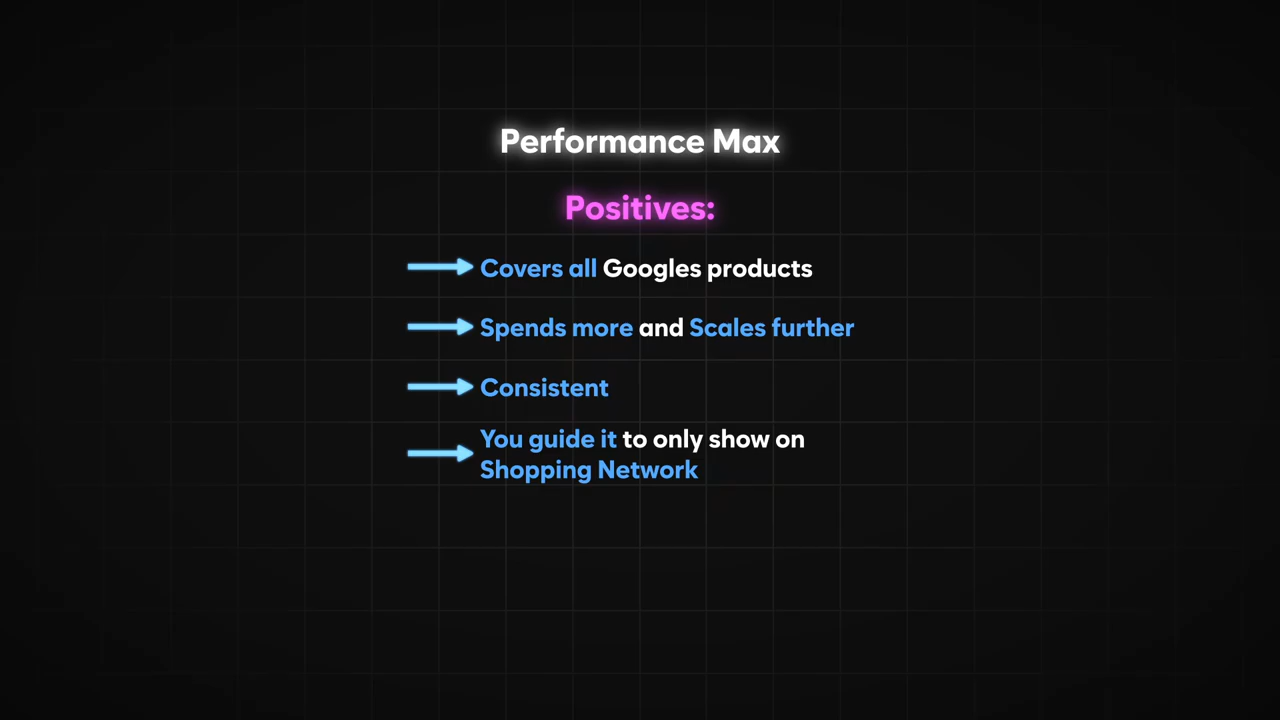 Performance Max
Positives:
Covers all Googles products
Spends more and Scales further
Consistent
You guide it to only show on
Shopping Network